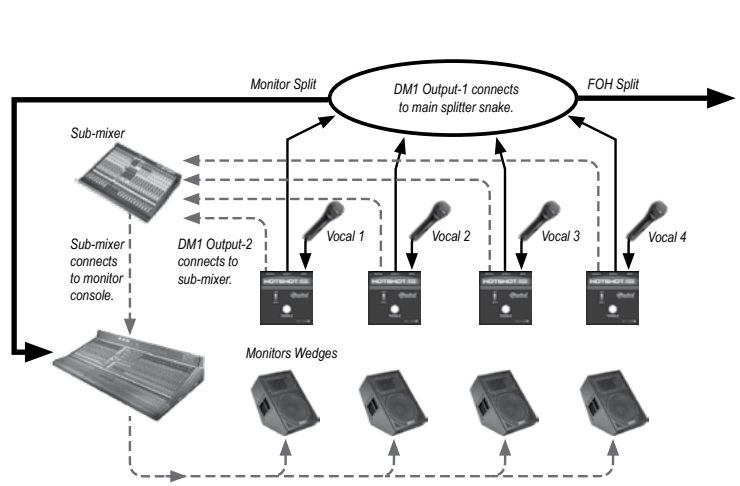 Monitor Split
DM1 Output-1 connects
to main splitter snake.
FOH Split
Sub-mixer
Vocal 1
Vocal 2
Vocal 3
Vocal 4
Sub-mixer
connects
to monitor
console.
DM1 Output-2
connects to
sub-mixer.
HOTSHOT
HOTSHOT
HOTSHOT
HOTSHOT
Monitors Wedges